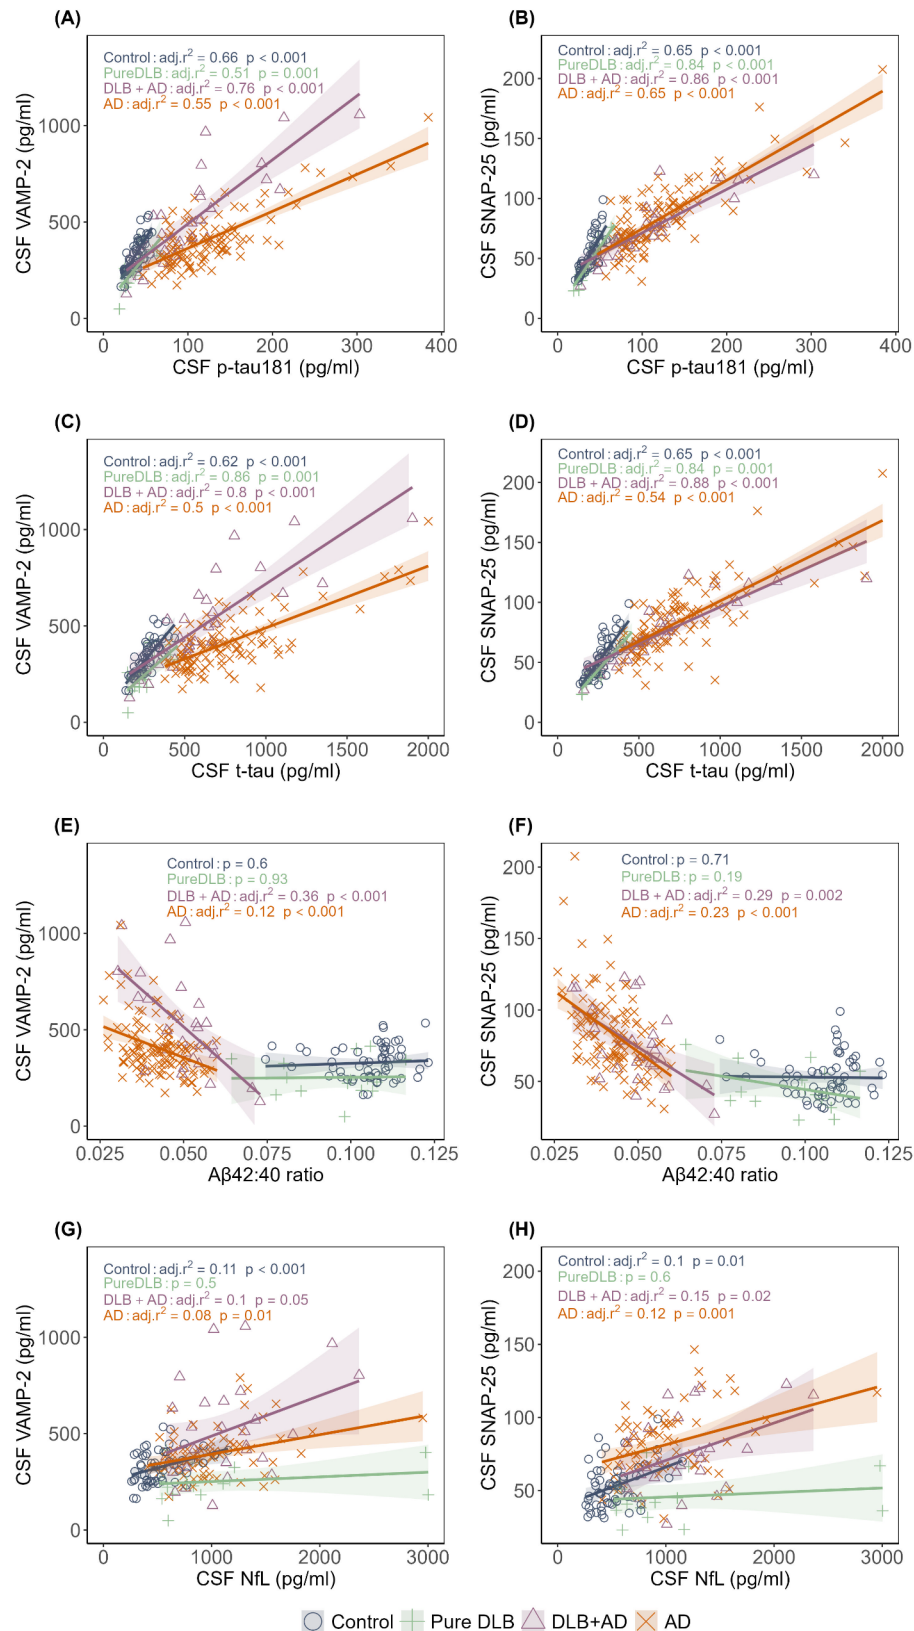 (A)
Control : adj.r² = 0.66 p < 0.001
PureDLB : adj.r² = 0.51 p = 0.001
DLB + AD : adj.r² = 0.76 p < 0.001
AD : adj.r² = 0.55 p < 0.001
CSF VAMP-2 (pg/ml)
1000
500
0
0 100 200 300 400
CSF p-tau181 (pg/ml)
(B)
Control : adj.r² = 0.65 p < 0.001
PureDLB : adj.r² = 0.84 p < 0.001
DLB + AD : adj.r² = 0.86 p < 0.001
AD : adj.r² = 0.65 p < 0.001
CSF SNAP-25 (pg/ml)
200
150
100
50
0
0 100 200 300 400
CSF p-tau181 (pg/ml)
(C)
Control : adj.r² = 0.62 p < 0.001
PureDLB : adj.r² = 0.86 p = 0.001
DLB + AD : adj.r² = 0.8 p < 0.001
AD : adj.r² = 0.5 p < 0.001
CSF VAMP-2 (pg/ml)
1000
500
0
0 500 1000 1500 2000
CSF t-tau (pg/ml)
(D)
Control : adj.r² = 0.65 p < 0.001
PureDLB : adj.r² = 0.84 p = 0.001
DLB + AD : adj.r² = 0.88 p < 0.001
AD : adj.r² = 0.54 p < 0.001
CSF SNAP-25 (pg/ml)
200
150
100
50
0
0 500 1000 1500 2000
CSF t-tau (pg/ml)
(E)
Control : p = 0.6
PureDLB : p = 0.93
DLB + AD : adj.r² = 0.36 p < 0.001
AD : adj.r² = 0.12 p < 0.001
CSF VAMP-2 (pg/ml)
1000
500
0
0.025 0.050 0.075 0.100 0.125
Aβ42:40 ratio
(F)
Control : p = 0.71
PureDLB : p = 0.19
DLB + AD : adj.r² = 0.29 p = 0.002
AD : adj.r² = 0.23 p < 0.001
CSF SNAP-25 (pg/ml)
200
150
100
50
0.025 0.050 0.075 0.100 0.125
Aβ42:40 ratio
(G)
Control : adj.r² = 0.11 p < 0.001
PureDLB : p = 0.5
DLB + AD : adj.r² = 0.1 p = 0.05
AD : adj.r² = 0.08 p = 0.01
CSF VAMP-2 (pg/ml)
1000
500
0
0 1000 2000 3000
CSF NfL (pg/ml)
(H)
Control : adj.r² = 0.1 p = 0.01
PureDLB : p = 0.6
DLB + AD : adj.r² = 0.15 p = 0.02
AD : adj.r² = 0.12 p = 0.001
CSF SNAP-25 (pg/ml)
200
150
100
50
0 1000 2000 3000
CSF NfL (pg/ml)
Control Pure DLB DLB+AD AD